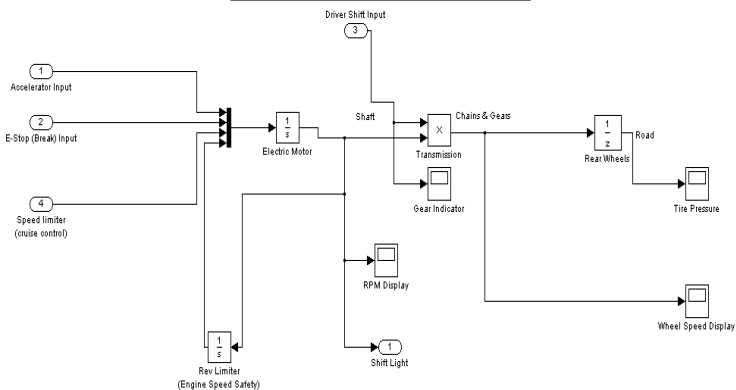 Driver Shift Input
3
1
Accelerator Input
2
E-Stop (Break) Input
4
Speed limiter
(cruise control)
1
s
Electric Motor
Shaft
X
Transmission
Chains & Gears
1
z
Rear Wheels
Road
Gear Indicator
Tire Pressure
RPM Display
Wheel Speed Display
1
Shift Light
1
s
Rev Limiter
(Engine Speed Safety)